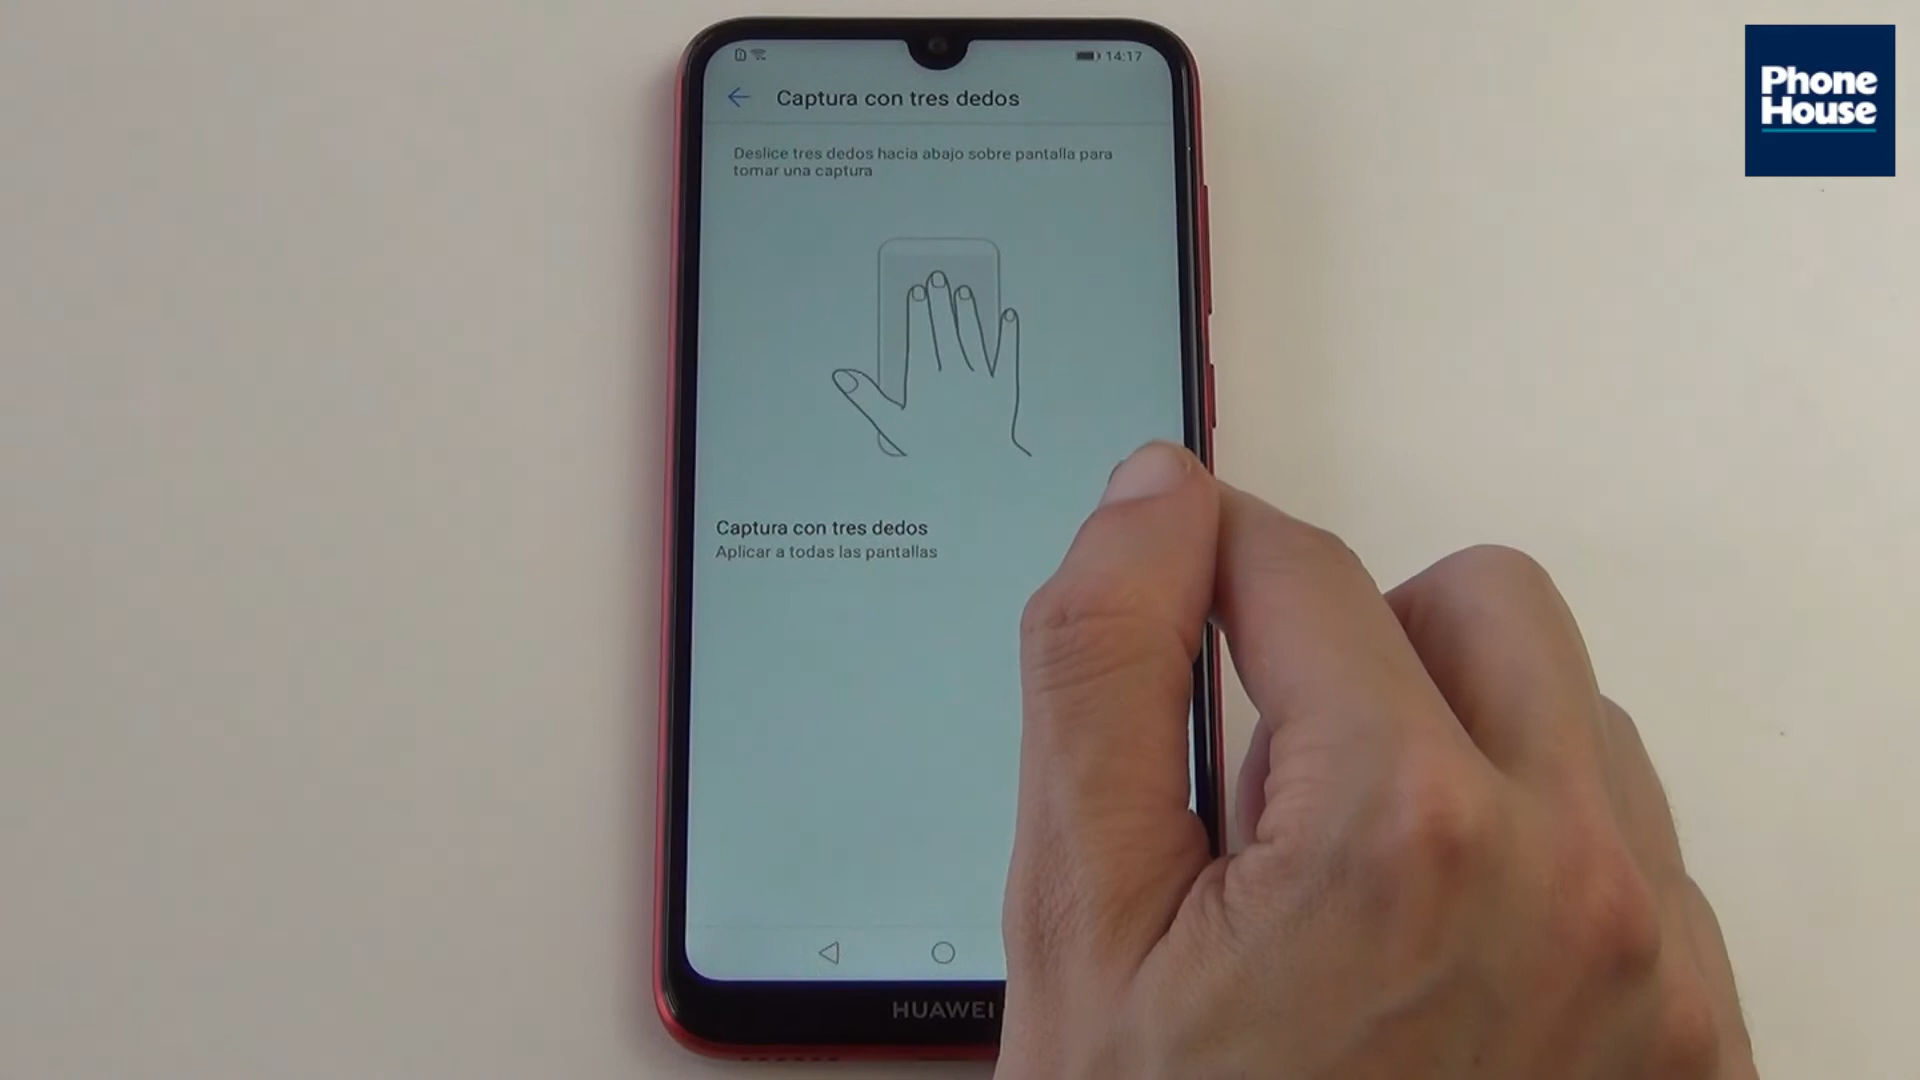 14:17
Captura con tres dedos
Deslice tres dedos hacia abajo sobre pantalla para
tomar una captura
Captura con tres dedos
Aplicar a todas las pantallas
HUAWEI
Phone
House